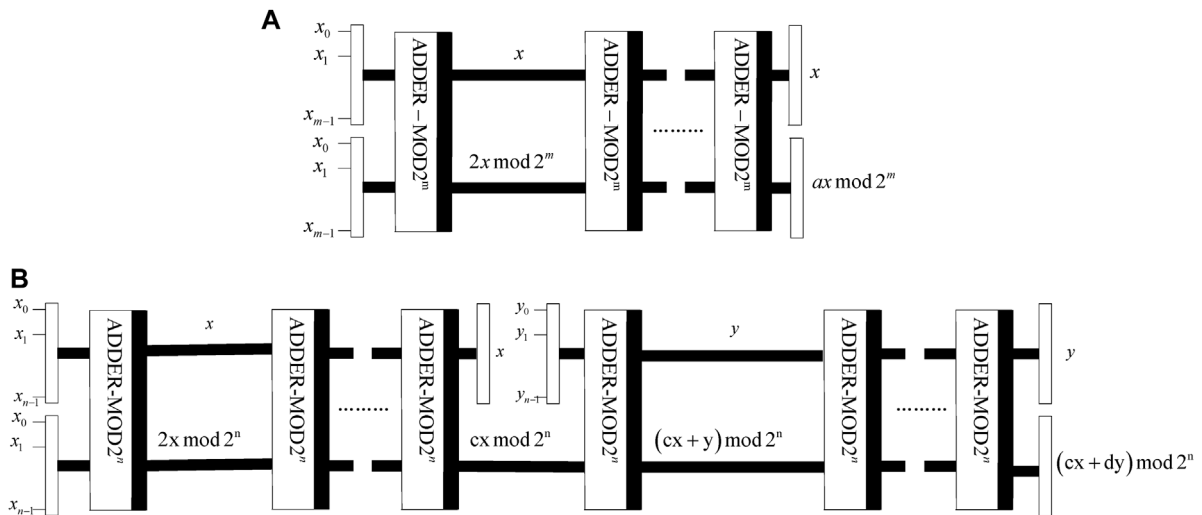 A
x₀
x₁
xₘ₋₁
x₀
x₁
xₘ₋₁
ADDER – MOD2ᵐ
x
2x mod 2ᵐ
ADDER – MOD2ᵐ
.........
ADDER – MOD2ᵐ
x
ax mod 2ᵐ
B
x₀
x₁
xₙ₋₁
x₀
x₁
xₙ₋₁
ADDER-MOD2ⁿ
x
2x mod 2ⁿ
ADDER-MOD2ⁿ
.........
ADDER-MOD2ⁿ
x
cx mod 2ⁿ
y₀
y₁
yₙ₋₁
ADDER-MOD2ⁿ
y
(cx + y) mod 2ⁿ
ADDER-MOD2ⁿ
.........
ADDER-MOD2ⁿ
y
(cx + dy) mod 2ⁿ